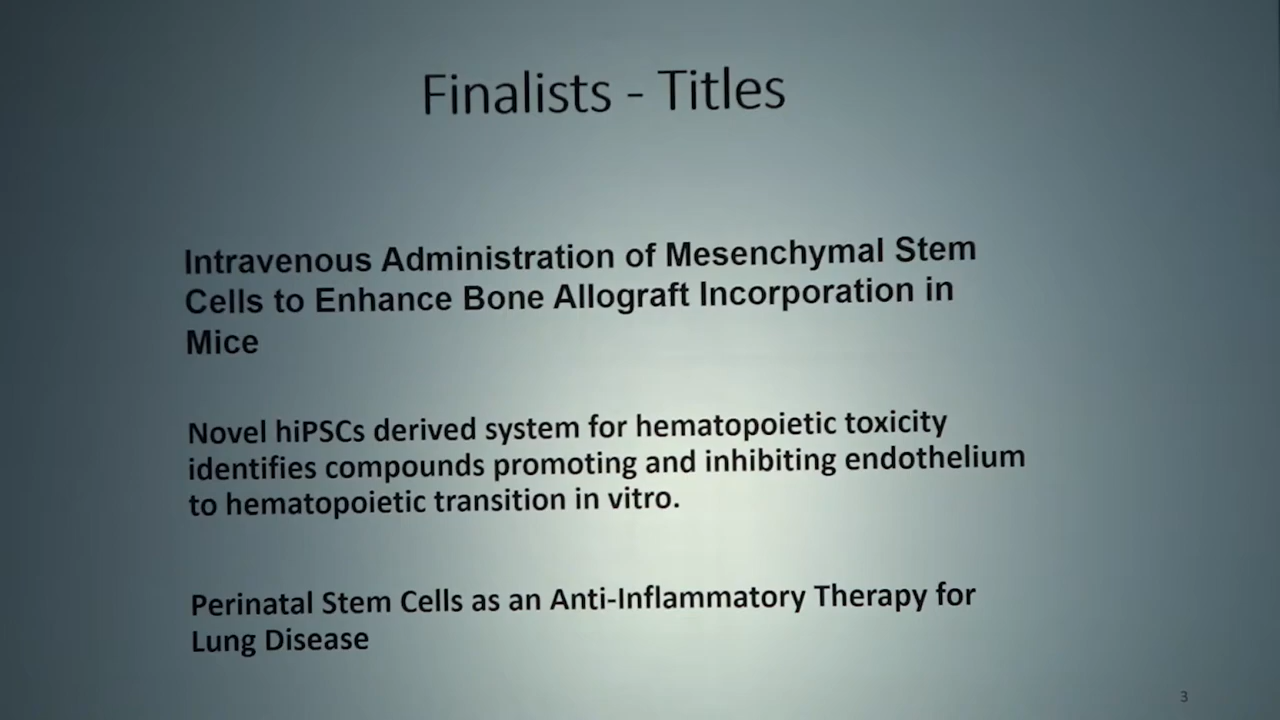 Finalists - Titles
Intravenous Administration of Mesenchymal Stem
Cells to Enhance Bone Allograft Incorporation in
Mice
Novel hiPSCs derived system for hematopoietic toxicity
identifies compounds promoting and inhibiting endothelium
to hematopoietic transition in vitro.
Perinatal Stem Cells as an Anti-Inflammatory Therapy for
Lung Disease
3